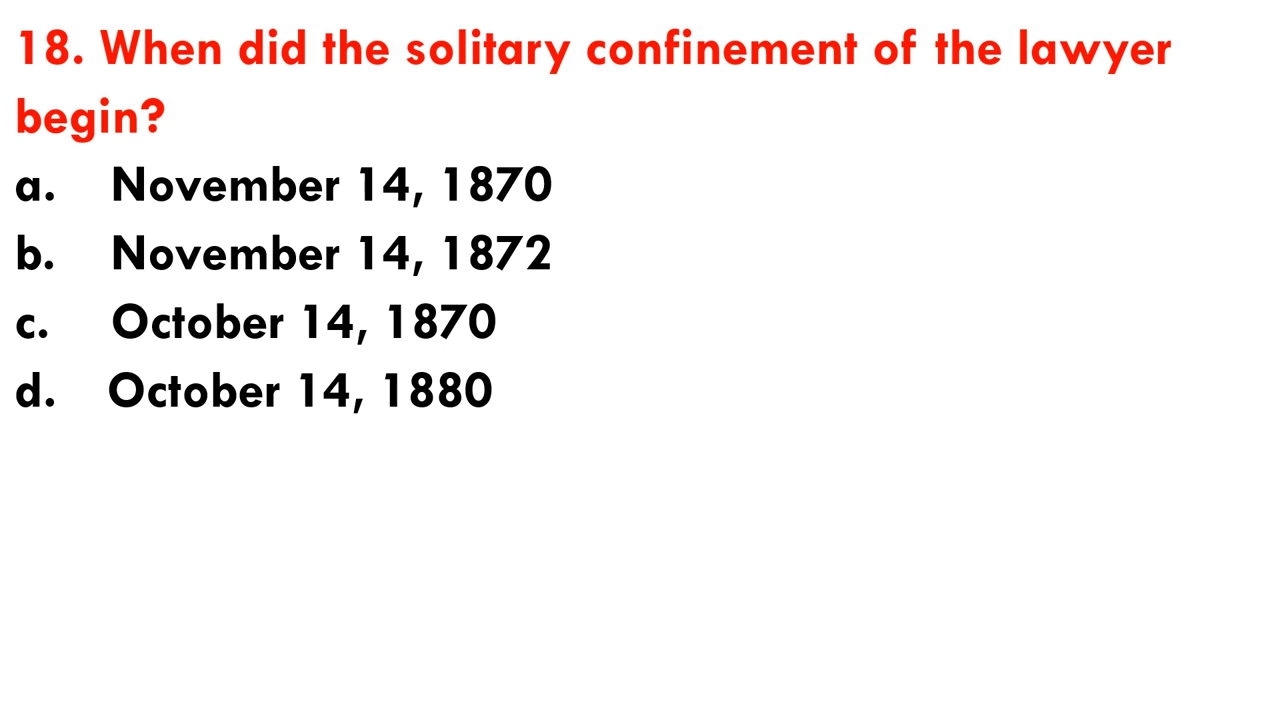 18. When did the solitary confinement of the lawyer
begin?
a. November 14, 1870
b. November 14, 1872
c. October 14, 1870
d. October 14, 1880